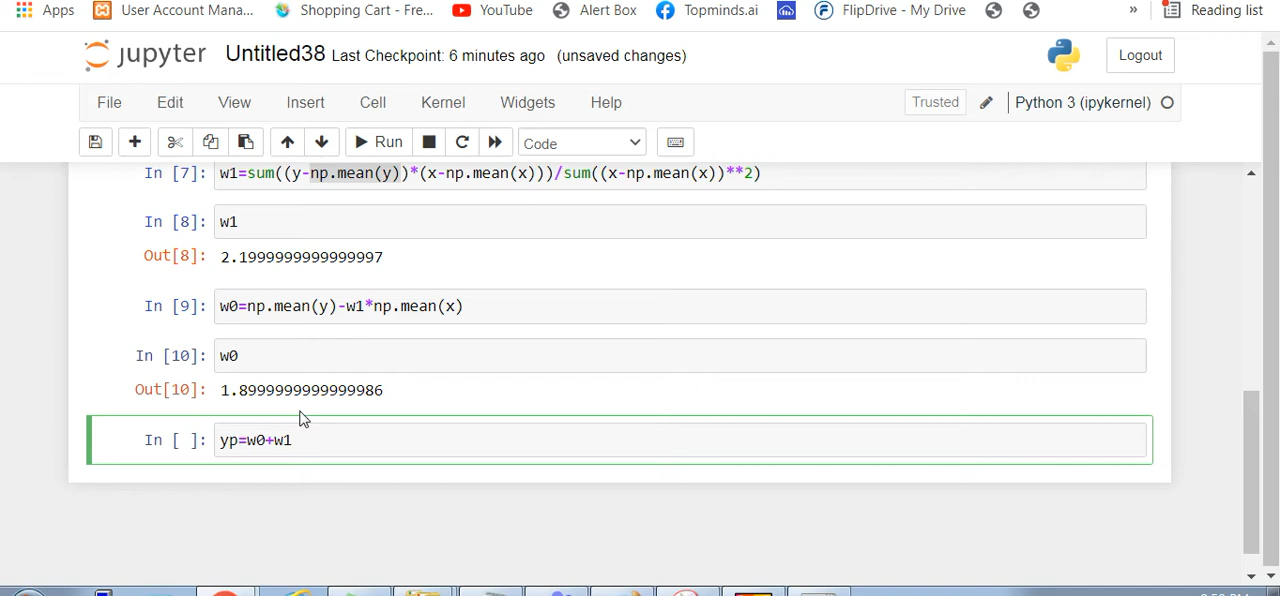 Apps User Account Mana... Shopping Cart - Fre... YouTube Alert Box Topminds.ai FlipDrive - My Drive » Reading list
jupyter Untitled38 Last Checkpoint: 6 minutes ago (unsaved changes) Logout
File Edit View Insert Cell Kernel Widgets Help Trusted Python 3 (ipykernel)
Run Code
In [7]: w1=sum((y-np.mean(y))*(x-np.mean(x)))/sum((x-np.mean(x))**2)
In [8]: w1
Out[8]: 2.1999999999999997
In [9]: w0=np.mean(y)-w1*np.mean(x)
In [10]: w0
Out[10]: 1.8999999999999986
In [ ]: yp=w0+w1